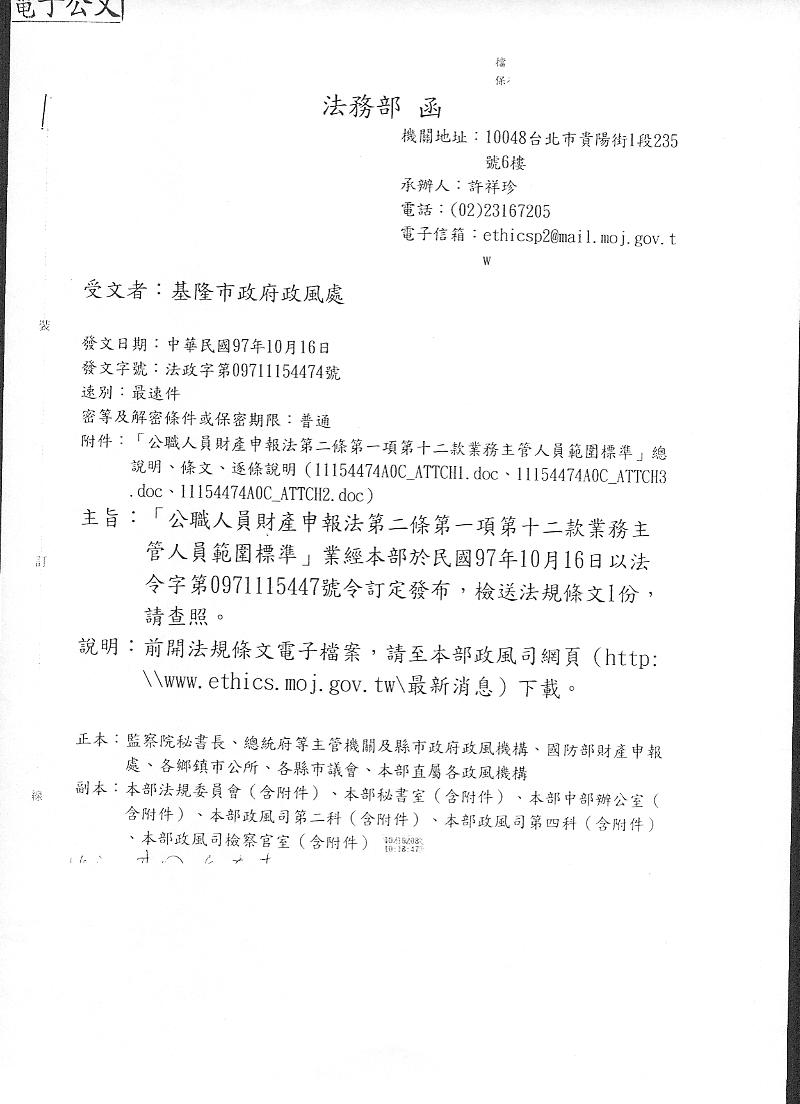 電子公文
檔
保
法務部 函
機關地址：10048台北市貴陽街1段235
號6樓
承辦人：許祥珍
電話：(02)23167205
電子信箱：ethicsp2@mail.moj.gov.t
w
受文者：基隆市政府政風處
裝
發文日期：中華民國97年10月16日
發文字號：法政字第09711154474號
速別：最速件
密等及解密條件或保密期限：普通
附件：「公職人員財產申報法第二條第一項第十二款業務主管人員範圍標準」總
說明、條文、逐條說明（11154474A0C_ATTCH1.doc、11154474A0C_ATTCH3
.doc、11154474A0C_ATTCH2.doc）
主旨：「公職人員財產申報法第二條第一項第十二款業務主
管人員範圍標準」業經本部於民國97年10月16日以法
訂
令字第0971115447號令訂定發布，檢送法規條文1份，
請查照。
說明：前開法規條文電子檔案，請至本部政風司網頁（http:
\\www.ethics.moj.gov.tw\最新消息）下載。
正本：監察院秘書長、總統府等主管機關及縣市政府政風機構、國防部財產申報
處、各鄉鎮市公所、各縣市議會、本部直屬各政風機構
線
副本：本部法規委員會（含附件）、本部秘書室（含附件）、本部中部辦公室（
含附件）、本部政風司第二科（含附件）、本部政風司第四科（含附件）
、本部政風司檢察官室（含附件）
10:18:47